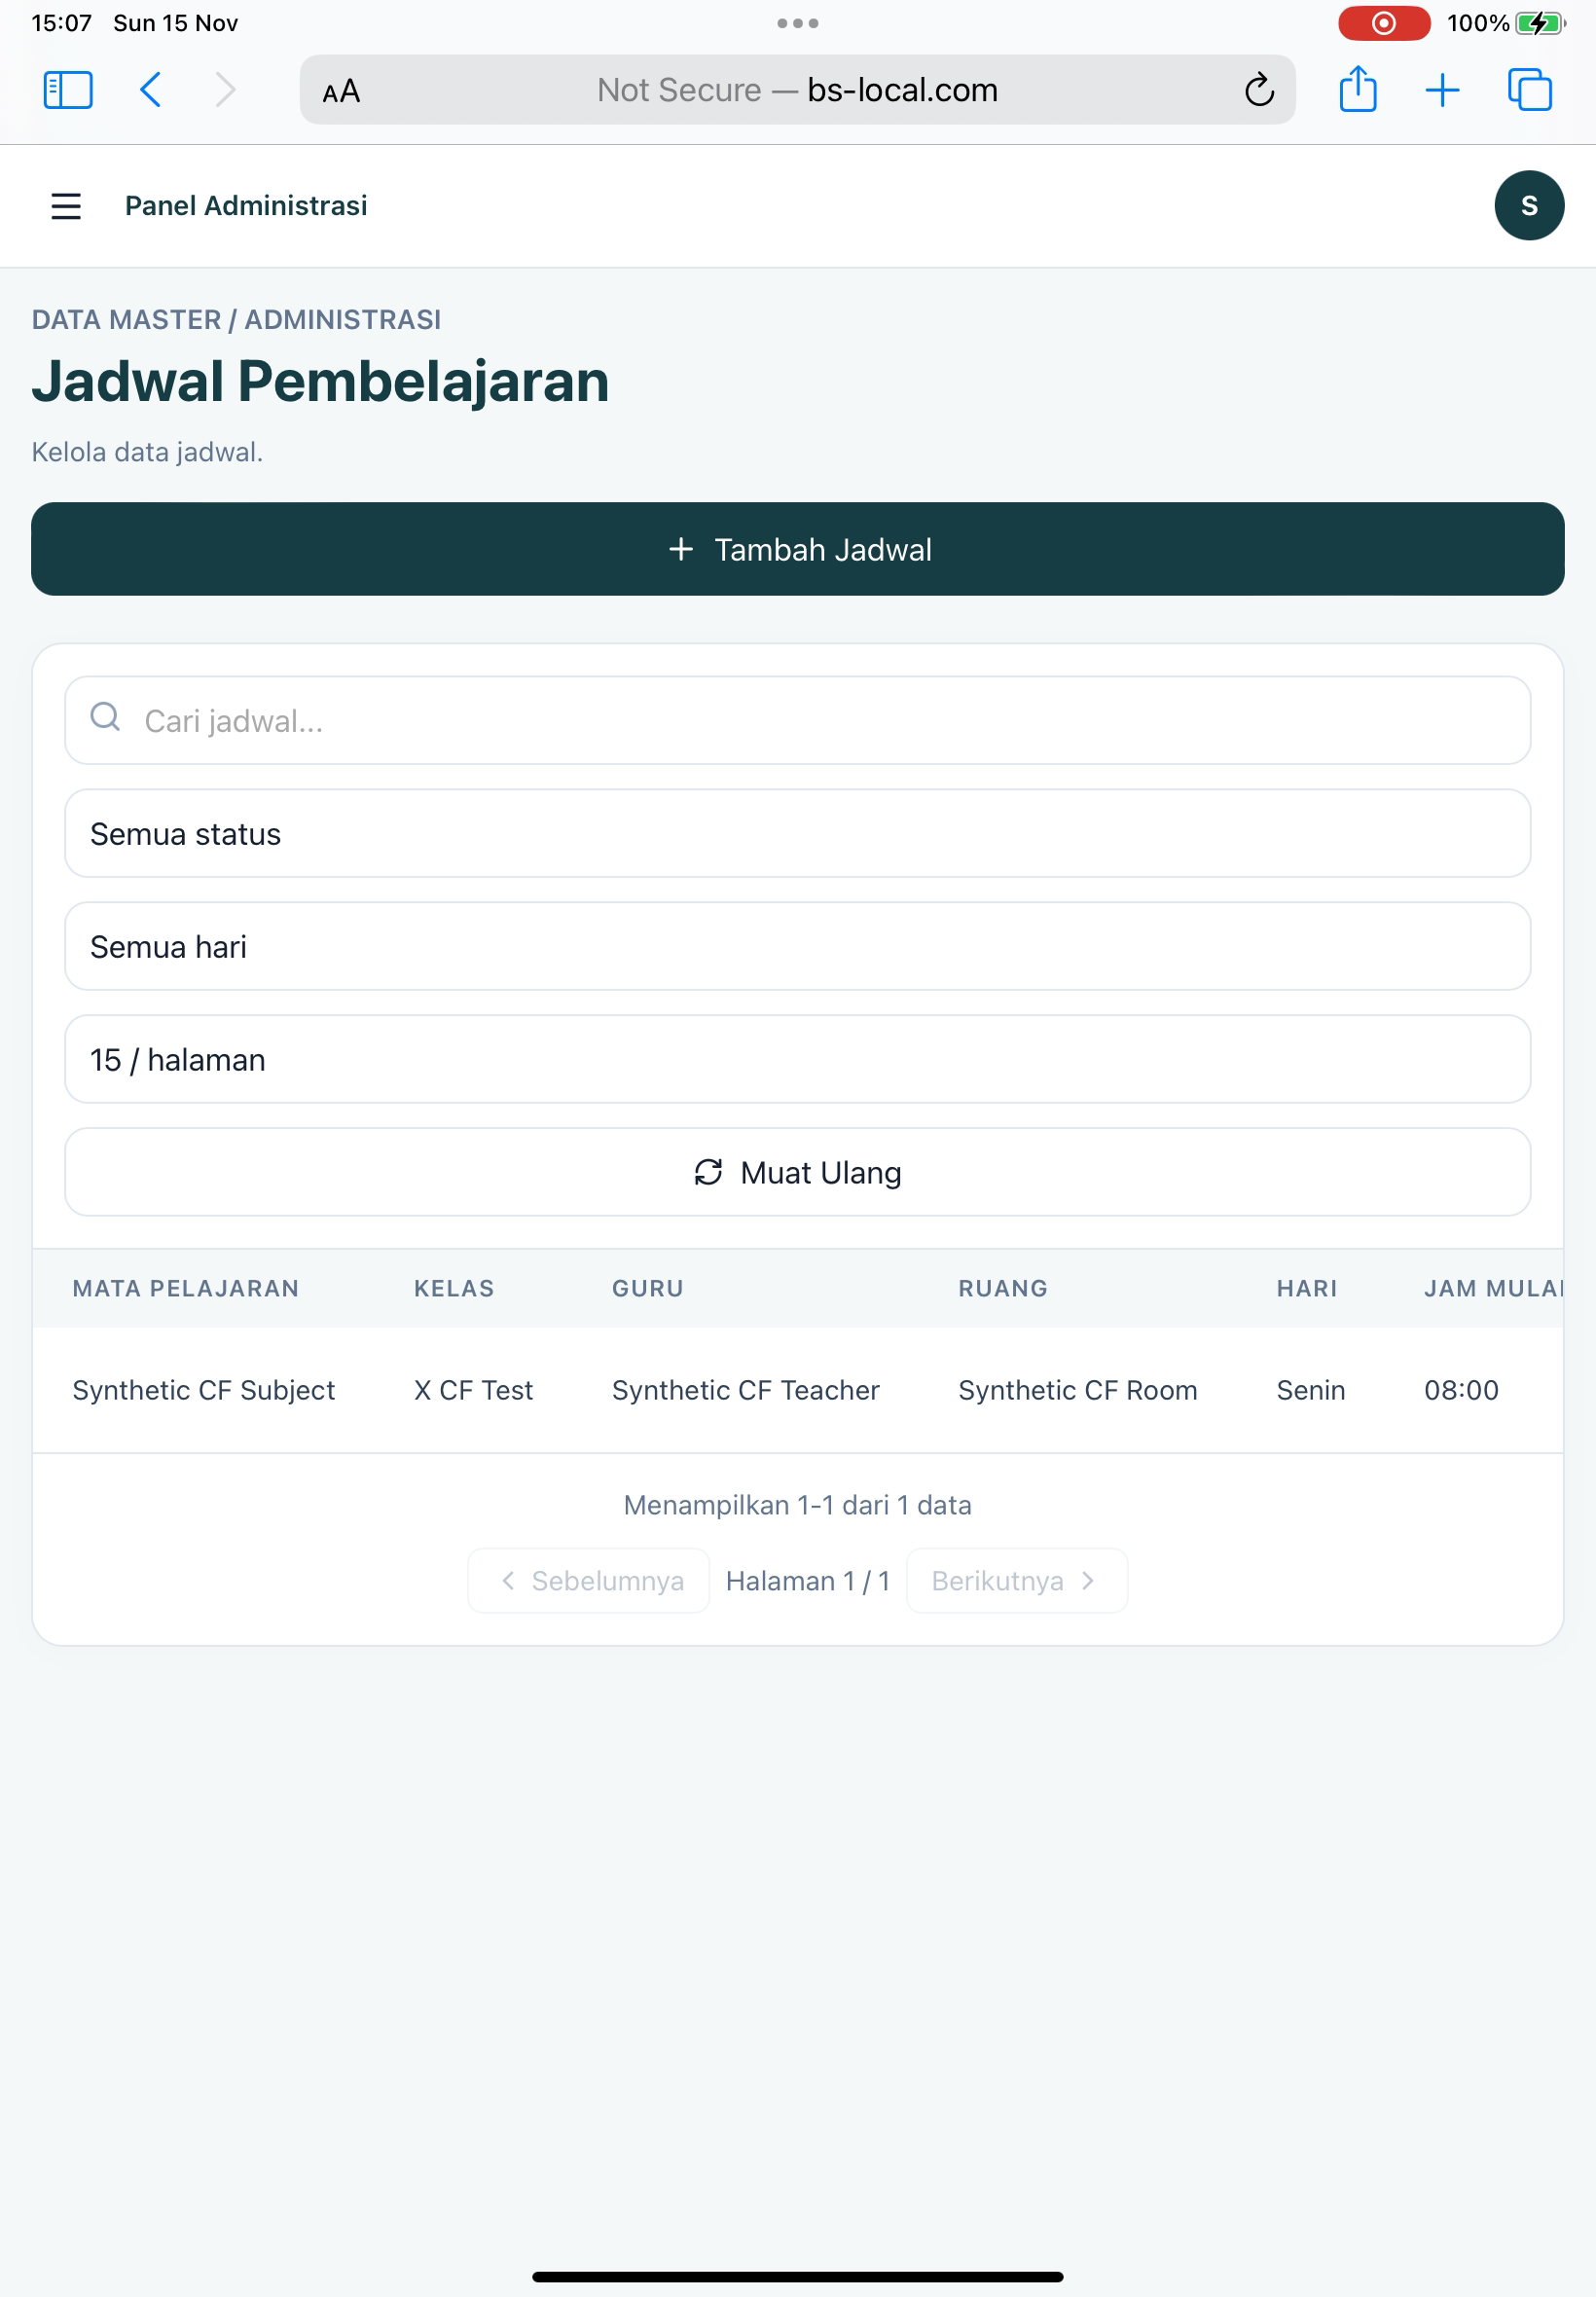 15:07 Sun 15 Nov
100%
AA Not Secure — bs-local.com
Panel Administrasi
S
DATA MASTER / ADMINISTRASI
Jadwal Pembelajaran
Kelola data jadwal.
+ Tambah Jadwal
Cari jadwal...
Semua status
Semua hari
15 / halaman
Muat Ulang
MATA PELAJARAN KELAS GURU RUANG HARI JAM MULAI
Synthetic CF Subject X CF Test Synthetic CF Teacher Synthetic CF Room Senin 08:00
Menampilkan 1-1 dari 1 data
Sebelumnya Halaman 1 / 1 Berikutnya